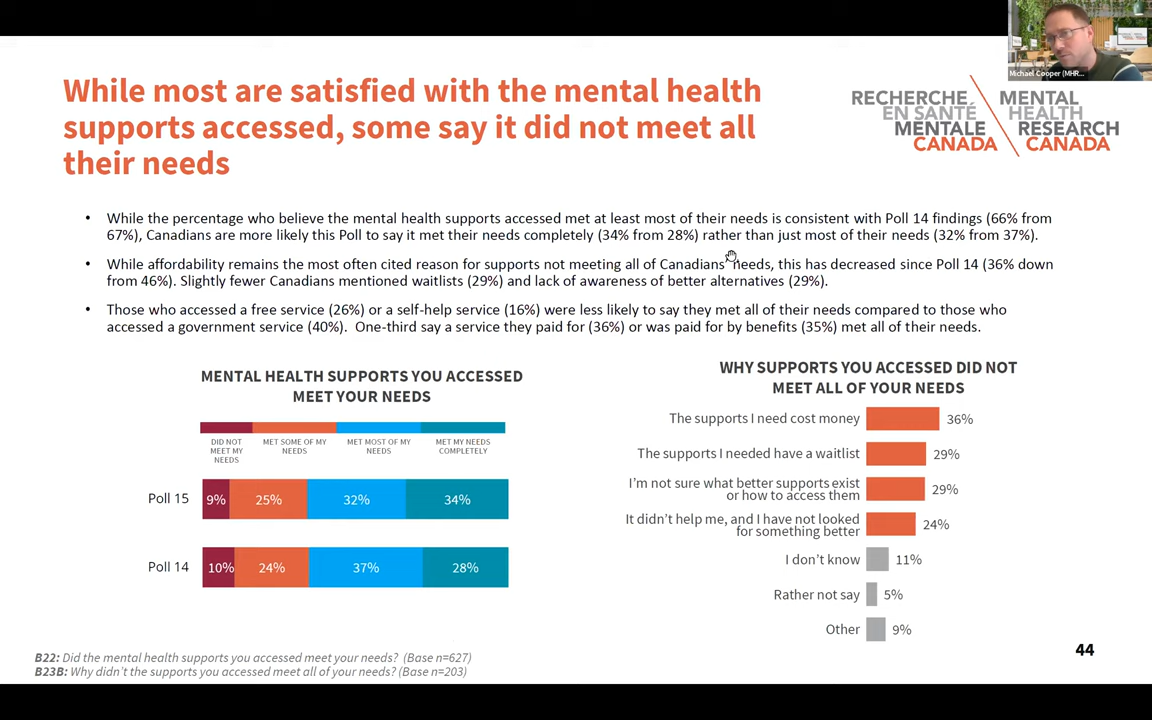 Michael Cooper (MHR...
While most are satisfied with the mental health
supports accessed, some say it did not meet all
their needs
RECHERCHE
EN SANTÉ
MENTALE
CANADA
MENTAL
HEALTH
RESEARCH
CANADA
• While the percentage who believe the mental health supports accessed met at least most of their needs is consistent with Poll 14 findings (66% from
67%), Canadians are more likely this Poll to say it met their needs completely (34% from 28%) rather than just most of their needs (32% from 37%).
• While affordability remains the most often cited reason for supports not meeting all of Canadians' needs, this has decreased since Poll 14 (36% down
from 46%). Slightly fewer Canadians mentioned waitlists (29%) and lack of awareness of better alternatives (29%).
• Those who accessed a free service (26%) or a self-help service (16%) were less likely to say they met all of their needs compared to those who
accessed a government service (40%). One-third say a service they paid for (36%) or was paid for by benefits (35%) met all of their needs.
MENTAL HEALTH SUPPORTS YOU ACCESSED
MEET YOUR NEEDS
DID NOT
MEET MY
NEEDS
MET SOME OF MY
NEEDS
MET MOST OF MY
NEEDS
MET MY NEEDS
COMPLETELY
Poll 15 9% 25% 32% 34%
Poll 14 10% 24% 37% 28%
WHY SUPPORTS YOU ACCESSED DID NOT
MEET ALL OF YOUR NEEDS
The supports I need cost money 36%
The supports I needed have a waitlist 29%
I'm not sure what better supports exist
or how to access them 29%
It didn't help me, and I have not looked
for something better 24%
I don't know 11%
Rather not say 5%
Other 9%
B22: Did the mental health supports you accessed meet your needs? (Base n=627)
B23B: Why didn't the supports you accessed meet all of your needs? (Base n=203)
44